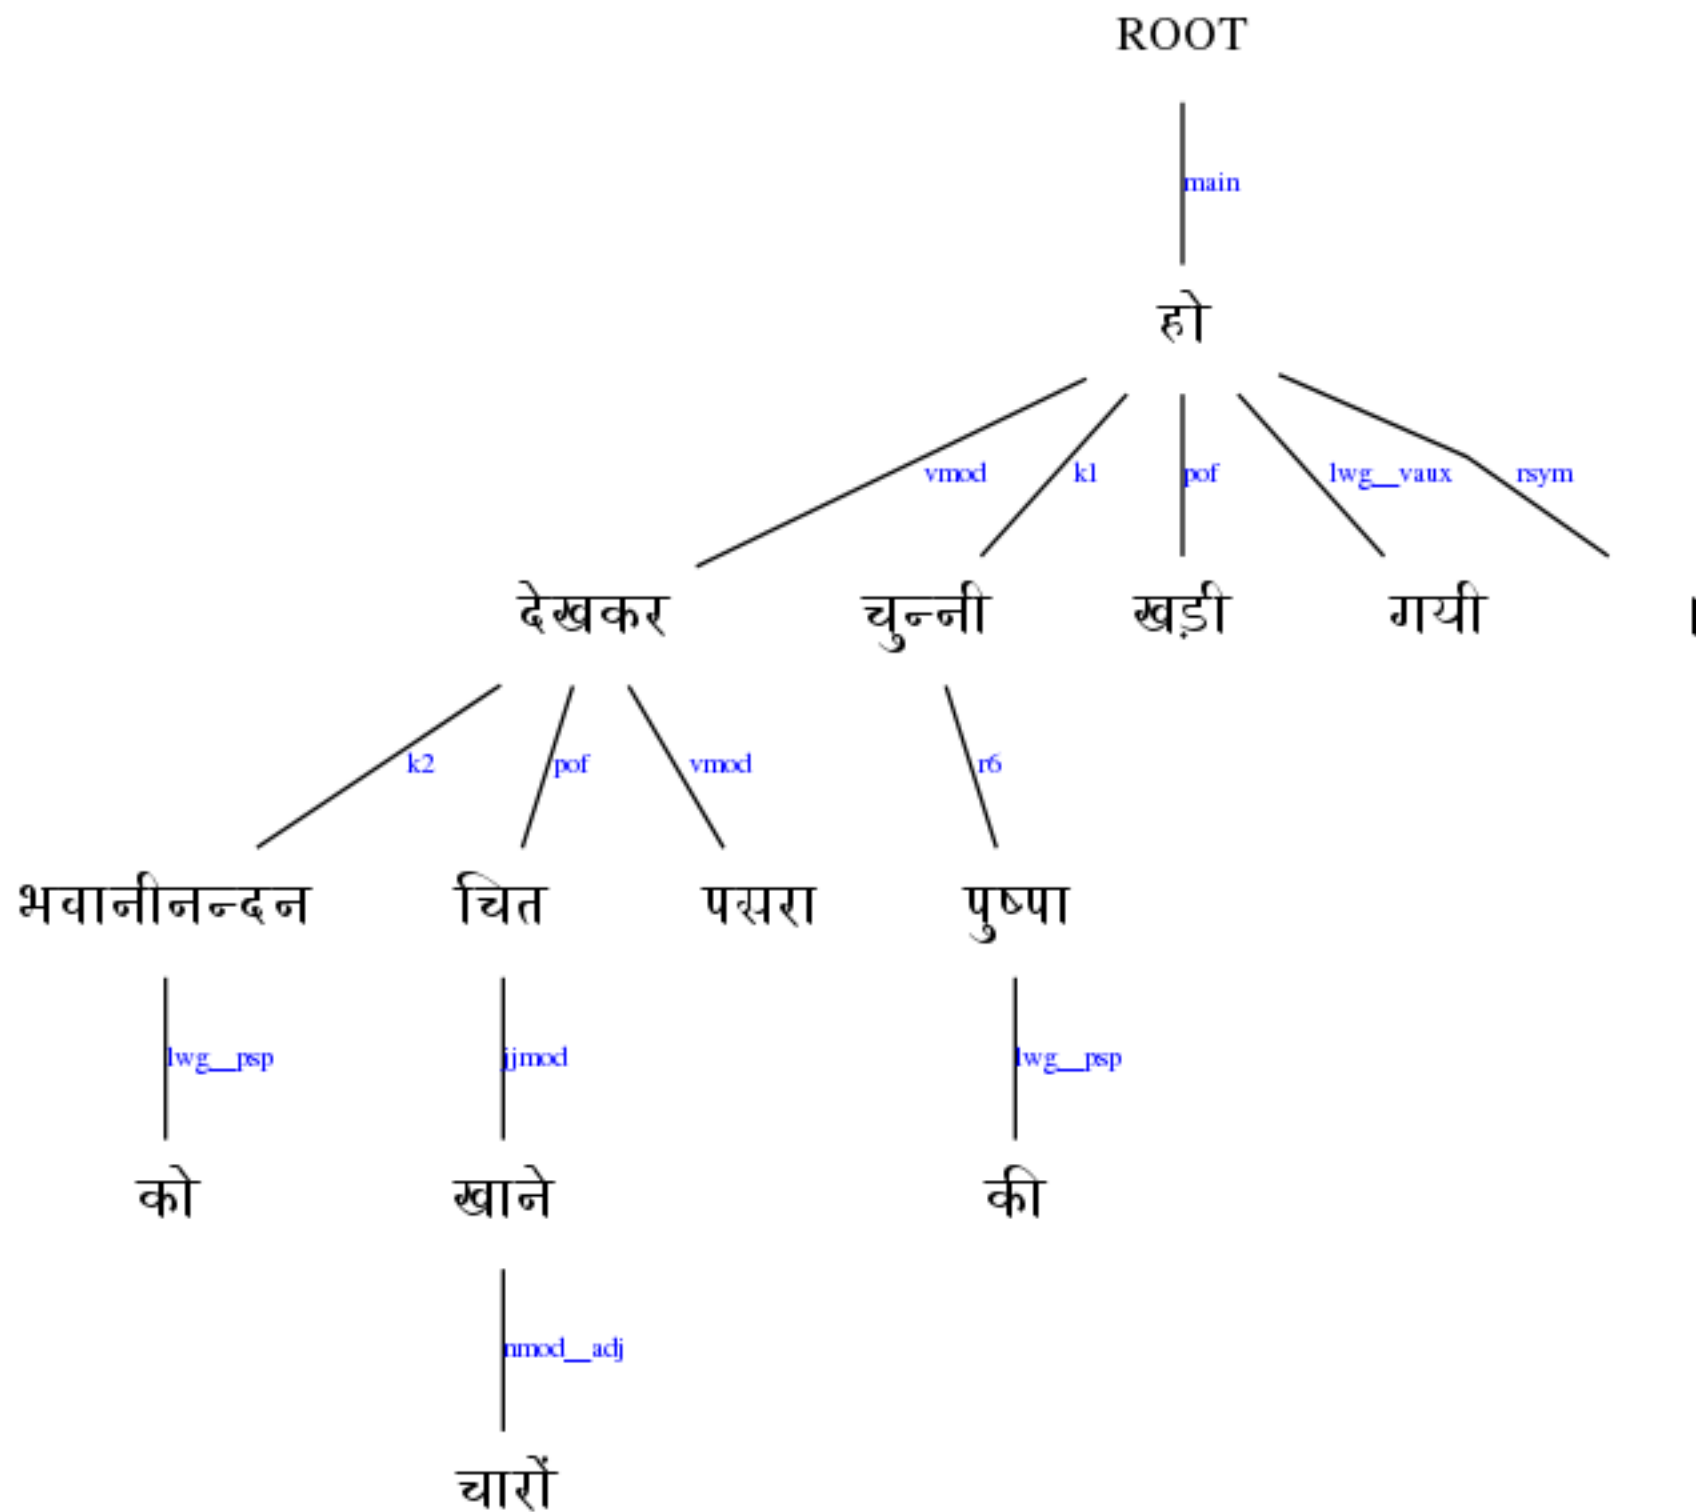 ROOT
main
हो
vmod k1 pof lwg__vaux rsym
देखकर चुन्नी खड़ी गयी ।
k2 pof vmod r6
भवानीनन्दन चित पसरा पुष्पा
lwg__psp jjmod lwg__psp
को खाने की
nmod__adj
चारों